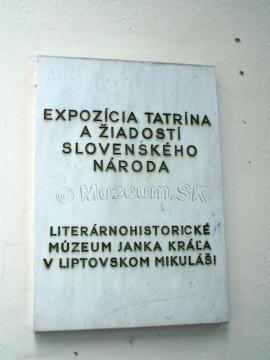 EXPOZÍCIA TATRÍNA
A ŽIADOSTÍ
SLOVENSKÉHO
NÁRODA
© Muzeum.SK
LITERÁRNOHISTORICKÉ
MÚZEUM JANKA KRÁĽA
V LIPTOVSKOM MIKULÁŠI